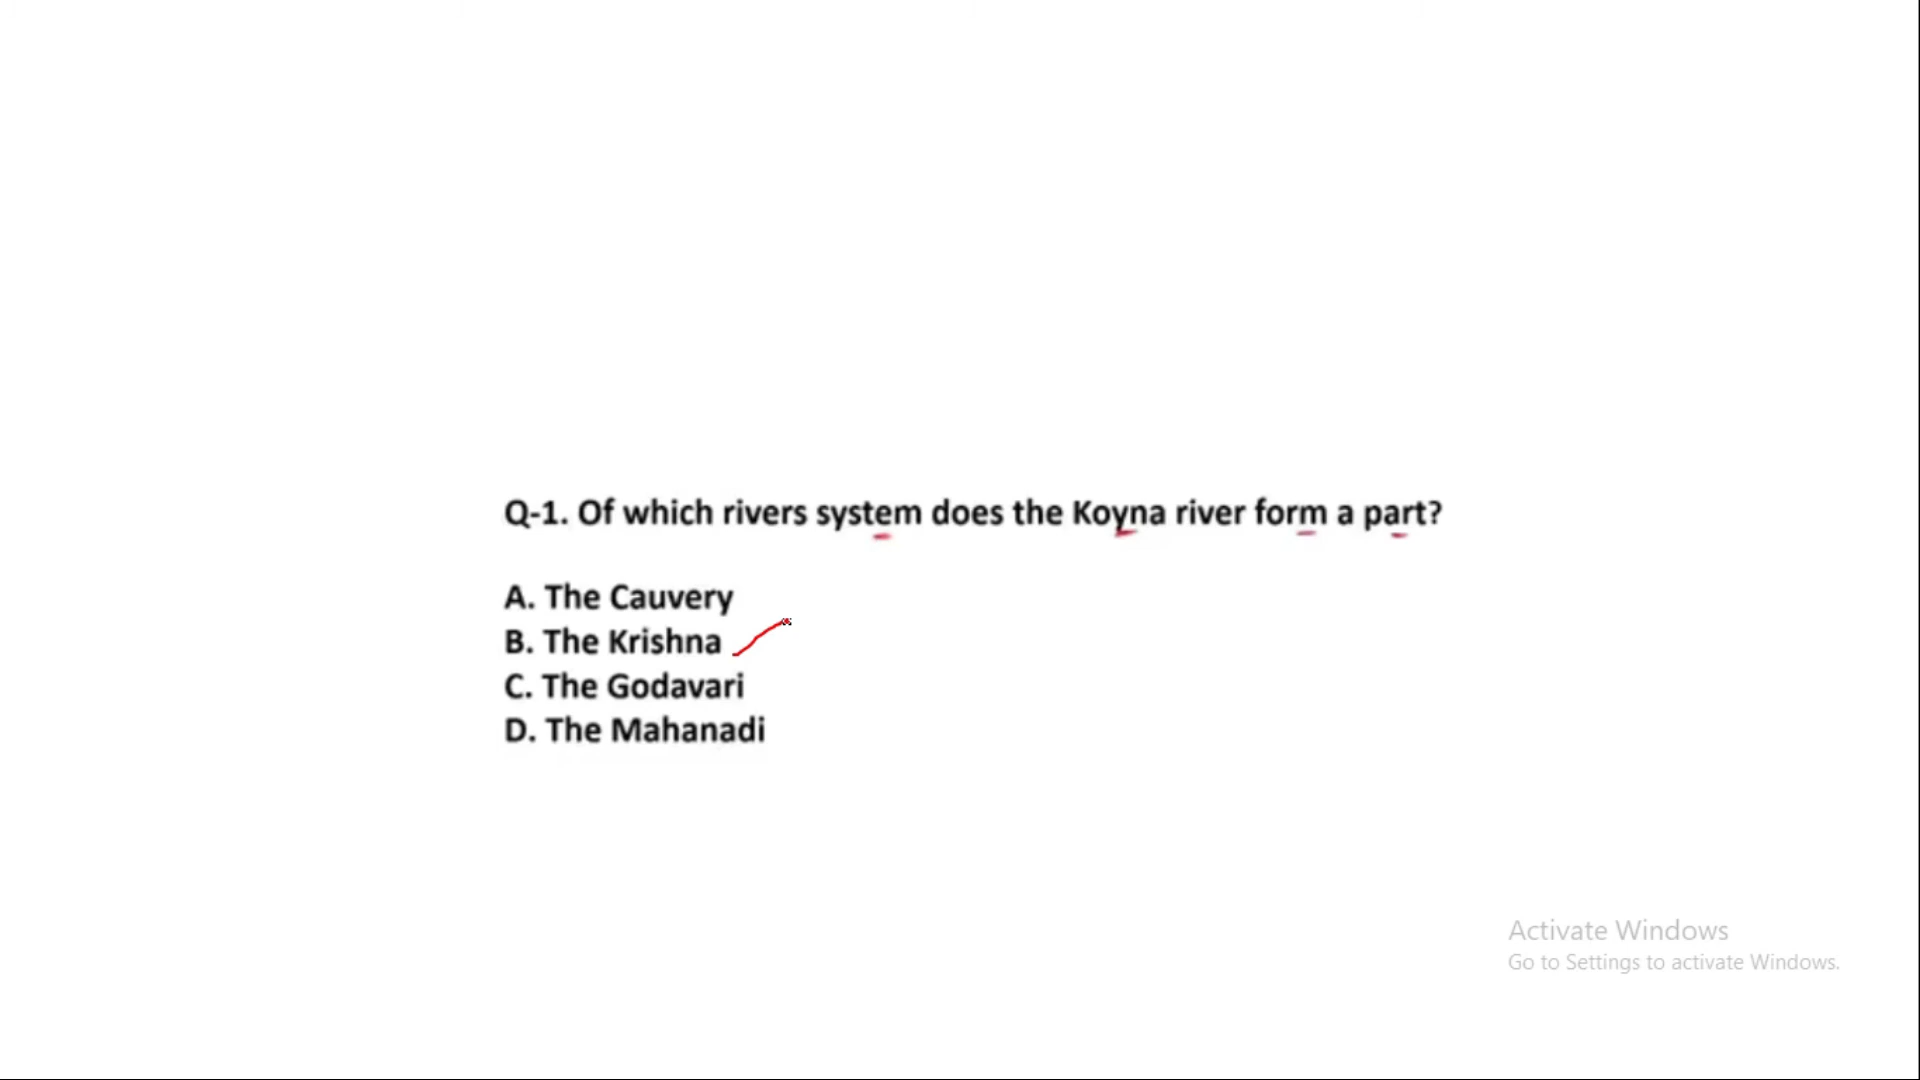 Q-1. Of which rivers system does the Koyna river form a part?
A. The Cauvery
B. The Krishna
C. The Godavari
D. The Mahanadi
Activate Windows
Go to Settings to activate Windows.